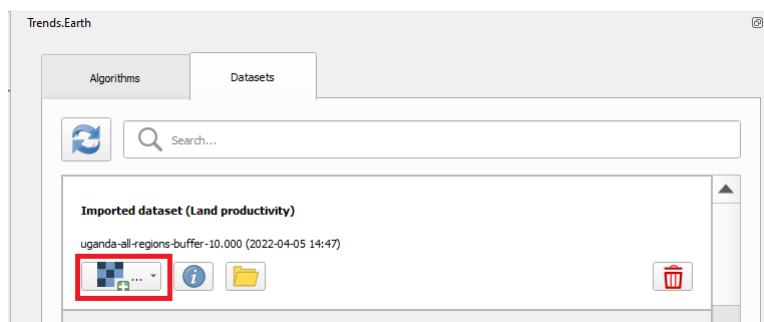 Trends.Earth
Algorithms
Datasets
Search...
Imported dataset (Land productivity)
uganda-all-regions-buffer-10.000 (2022-04-05 14:47)
...